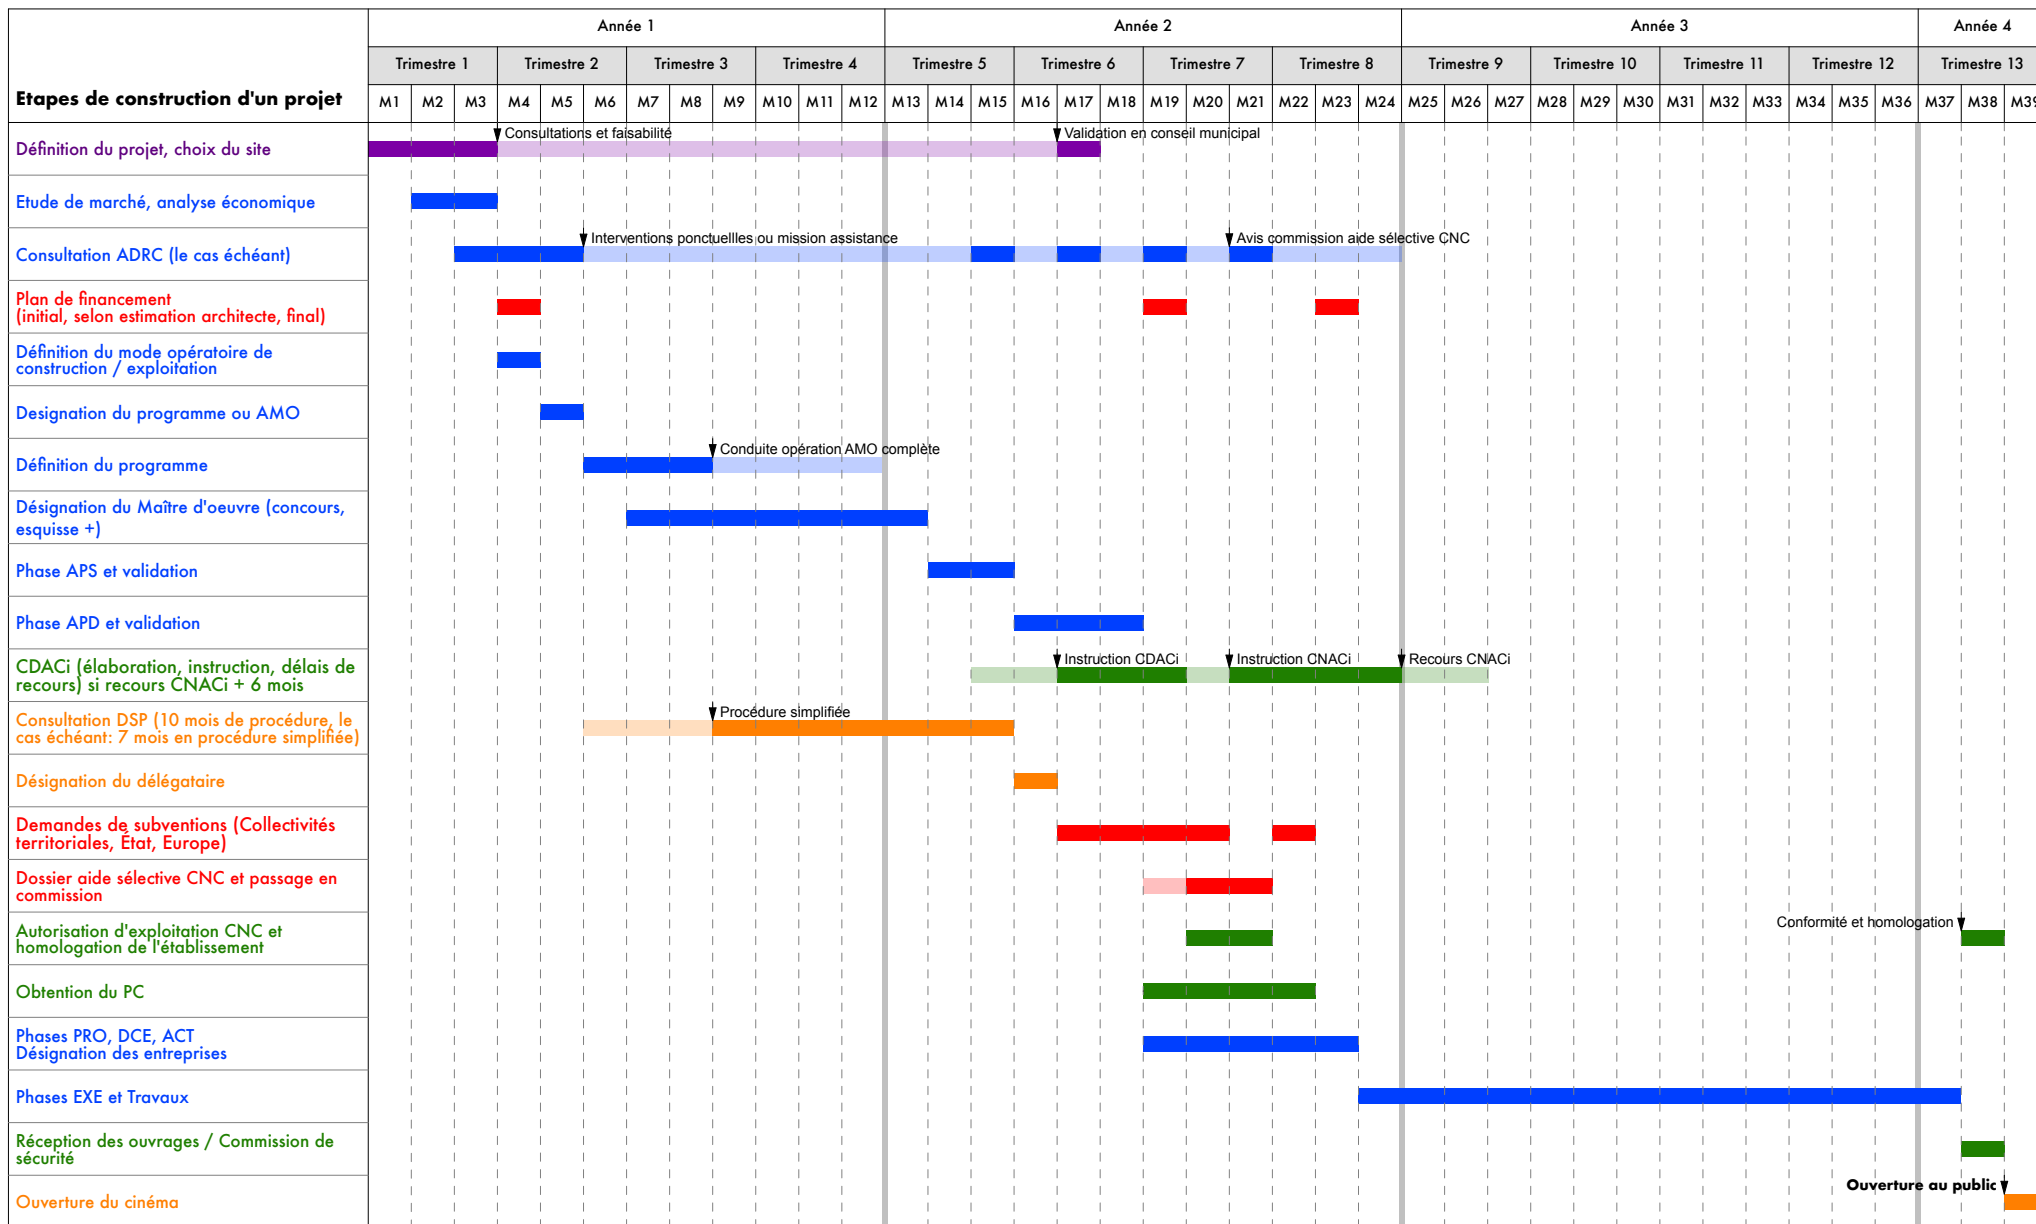 Année 1
Année 2
Année 3
Année 4
Trimestre 1
Trimestre 2
Trimestre 3
Trimestre 4
Trimestre 5
Trimestre 6
Trimestre 7
Trimestre 8
Trimestre 9
Trimestre 10
Trimestre 11
Trimestre 12
Trimestre 13
Etapes de construction d'un projet
M1
M2
M3
M4
M5
M6
M7
M8
M9
M10
M11
M12
M13
M14
M15
M16
M17
M18
M19
M20
M21
M22
M23
M24
M25
M26
M27
M28
M29
M30
M31
M32
M33
M34
M35
M36
M37
M38
M39
Définition du projet, choix du site
Consultations et faisabilité
Validation en conseil municipal
Etude de marché, analyse économique
Consultation ADRC (le cas échéant)
Interventions ponctuellles ou mission assistance
Avis commission aide sélective CNC
Plan de financement
(initial, selon estimation architecte, final)
Définition du mode opératoire de
construction / exploitation
Designation du programme ou AMO
Définition du programme
Conduite opération AMO complète
Désignation du Maître d'oeuvre (concours,
esquisse +)
Phase APS et validation
Phase APD et validation
CDACi (élaboration, instruction, délais de
recours) si recours CNACi + 6 mois
Instruction CDACi
Instruction CNACi
Recours CNACi
Consultation DSP (10 mois de procédure, le
cas échéant: 7 mois en procédure simplifiée)
Procédure simplifiée
Désignation du délégataire
Demandes de subventions (Collectivités
territoriales, État, Europe)
Dossier aide sélective CNC et passage en
commission
Autorisation d'exploitation CNC et
homologation de l'établissement
Conformité et homologation
Obtention du PC
Phases PRO, DCE, ACT
Désignation des entreprises
Phases EXE et Travaux
Réception des ouvrages / Commission de
sécurité
Ouverture du cinéma
Ouverture au public